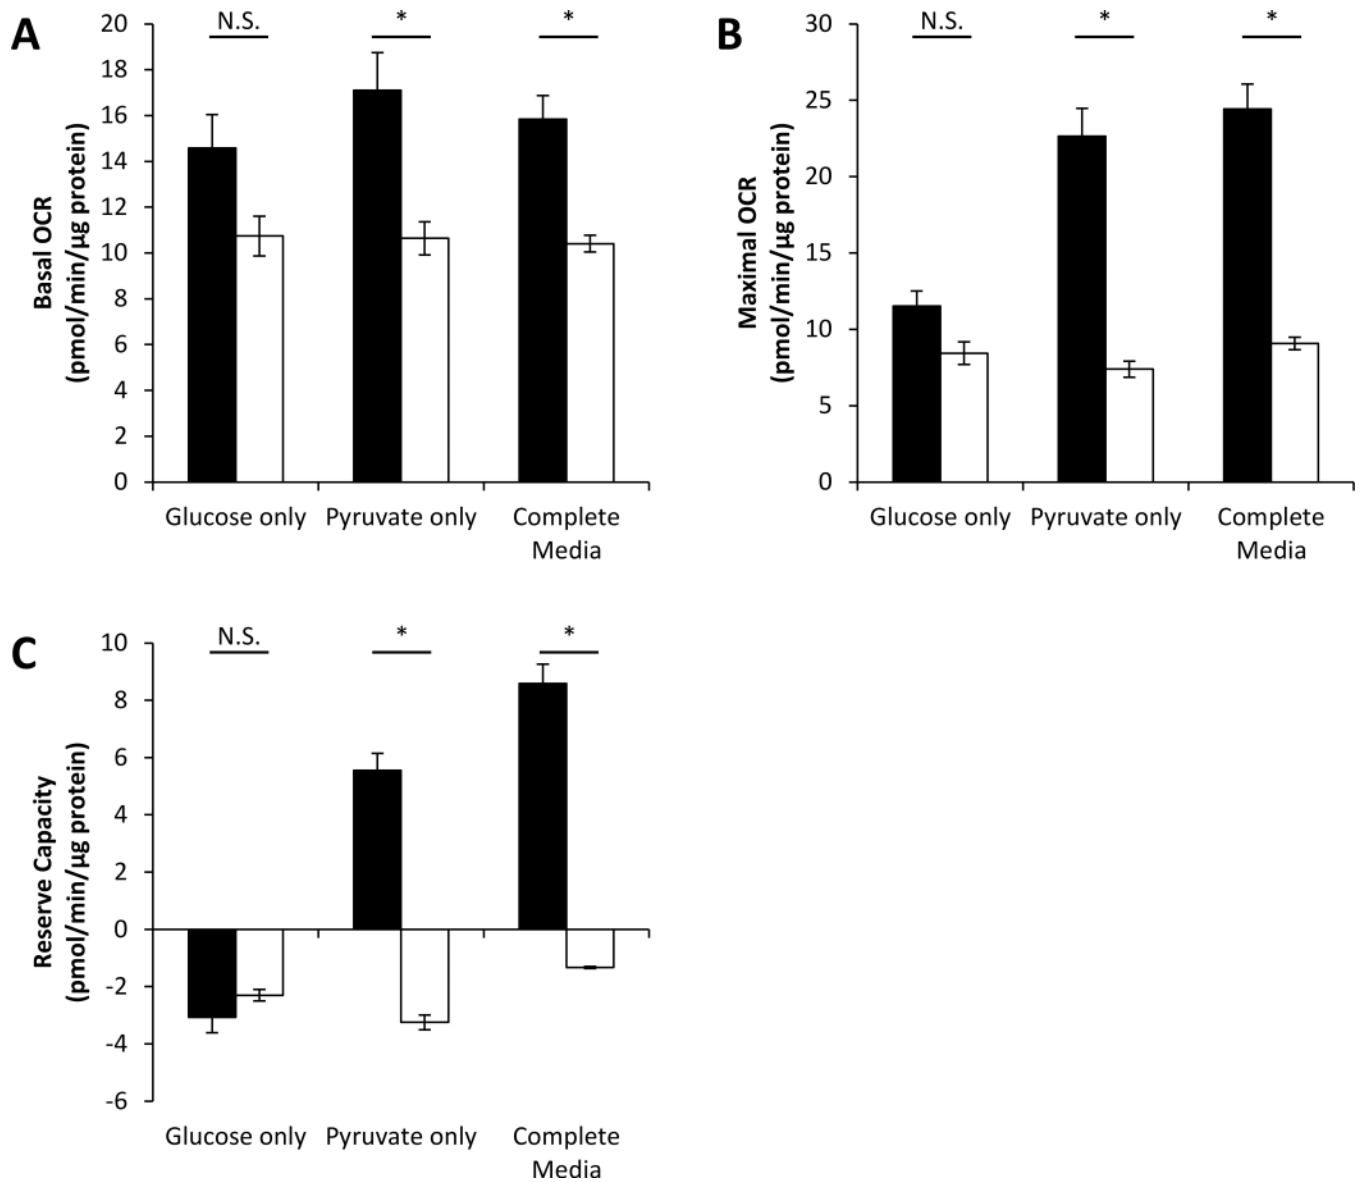 A
Basal OCR
(pmol/min/µg protein)
20
18
16
14
12
10
8
6
4
2
0
N.S.
*
*
Glucose only
Pyruvate only
Complete
Media
B
Maximal OCR
(pmol/min/µg protein)
30
25
20
15
10
5
0
N.S.
*
*
Glucose only
Pyruvate only
Complete
Media
C
Reserve Capacity
(pmol/min/µg protein)
10
8
6
4
2
0
-2
-4
-6
N.S.
*
*
Glucose only
Pyruvate only
Complete
Media